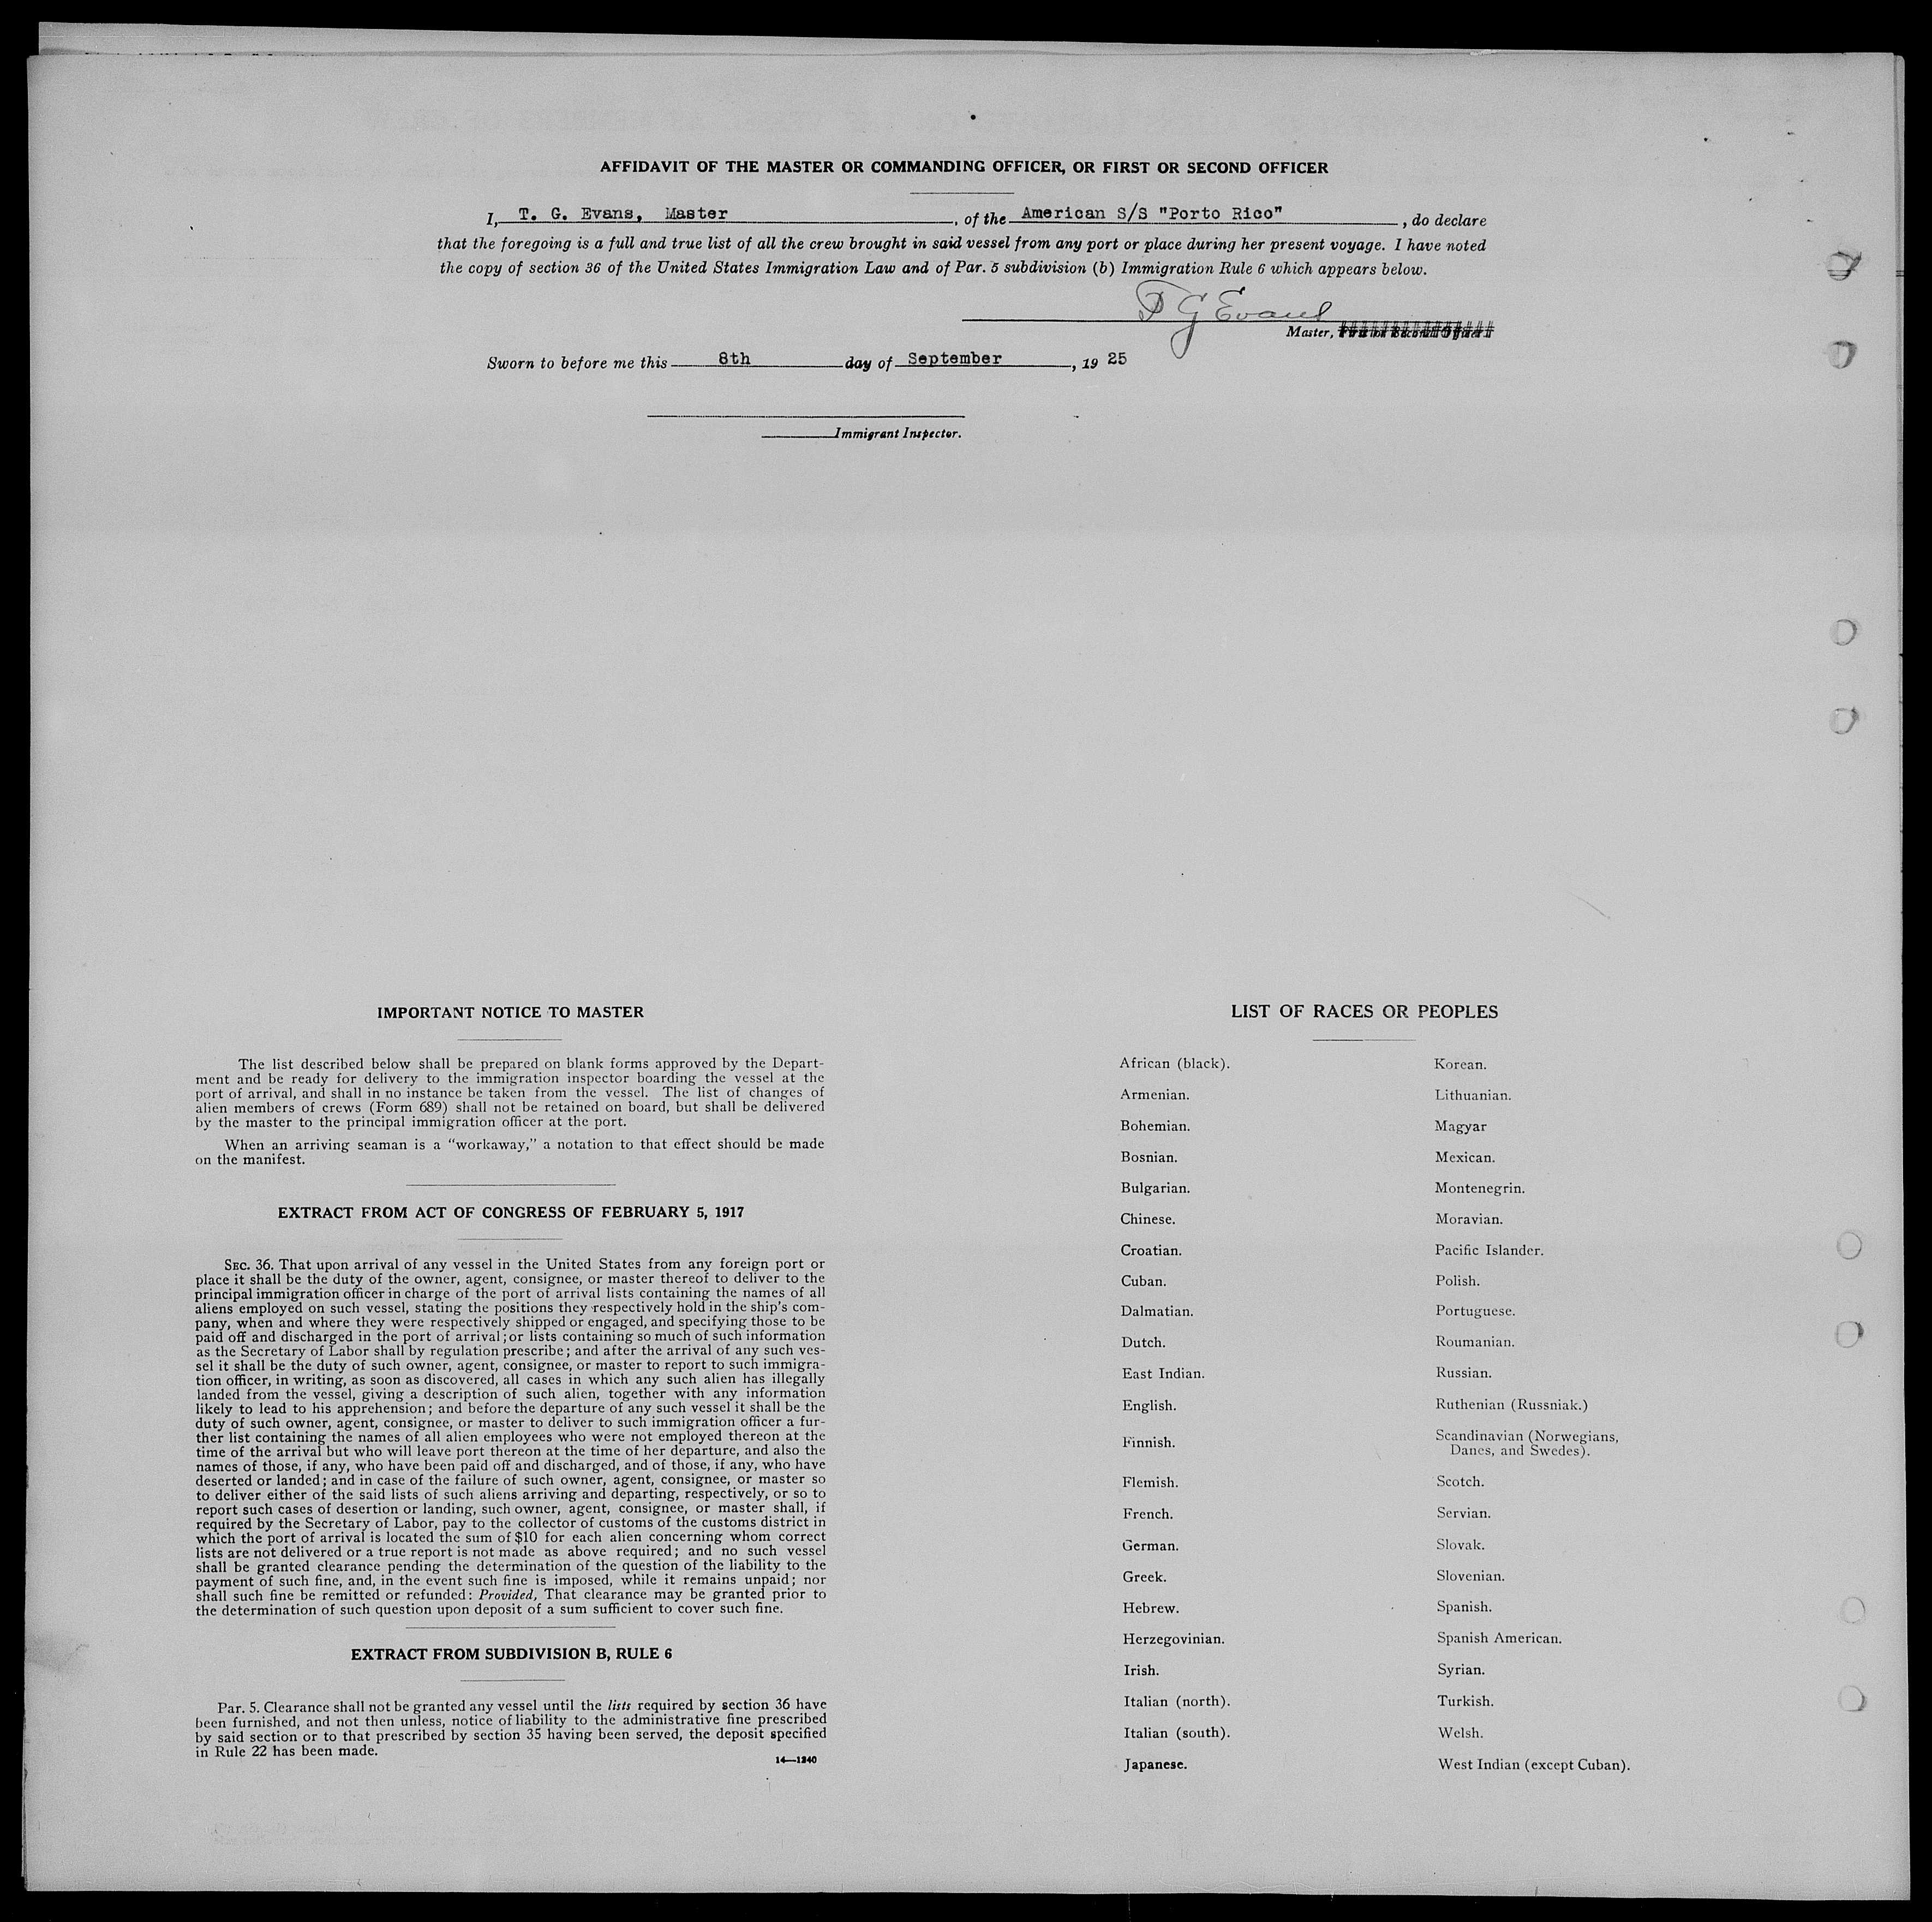 AFFIDAVIT OF THE MASTER OR COMMANDING OFFICER, OR FIRST OR SECOND OFFICER
I, T. G. Evans, Master, of the American S/S "Porto Rico", do declare
that the foregoing is a full and true list of all the crew brought in said vessel from any port or place during her present voyage. I have noted
the copy of section 36 of the United States Immigration Law and of Par. 5 subdivision (b) Immigration Rule 6 which appears below.
T G Evans
Master, First or Second Officer.
Sworn to before me this 8th day of September, 19 25
Immigrant Inspector.
IMPORTANT NOTICE TO MASTER
The list described below shall be prepared on blank forms approved by the Depart-
ment and be ready for delivery to the immigration inspector boarding the vessel at the
port of arrival, and shall in no instance be taken from the vessel. The list of changes of
alien members of crews (Form 689) shall not be retained on board, but shall be delivered
by the master to the principal immigration officer at the port.
When an arriving seaman is a "workaway," a notation to that effect should be made
on the manifest.
EXTRACT FROM ACT OF CONGRESS OF FEBRUARY 5, 1917
SEC. 36. That upon arrival of any vessel in the United States from any foreign port or
place it shall be the duty of the owner, agent, consignee, or master thereof to deliver to the
principal immigration officer in charge of the port of arrival lists containing the names of all
aliens employed on such vessel, stating the positions they respectively hold in the ship's com-
pany, when and where they were respectively shipped or engaged, and specifying those to be
paid off and discharged in the port of arrival; or lists containing so much of such information
as the Secretary of Labor shall by regulation prescribe; and after the arrival of any such ves-
sel it shall be the duty of such owner, agent, consignee, or master to report to such immigra-
tion officer, in writing, as soon as discovered, all cases in which any such alien has illegally
landed from the vessel, giving a description of such alien, together with any information
likely to lead to his apprehension; and before the departure of any such vessel it shall be the
duty of such owner, agent, consignee, or master to deliver to such immigration officer a fur-
ther list containing the names of all alien employees who were not employed thereon at the
time of the arrival but who will leave port thereon at the time of her departure, and also the
names of those, if any, who have been paid off and discharged, and of those, if any, who have
deserted or landed; and in case of the failure of such owner, agent, consignee, or master so
to deliver either of the said lists of such aliens arriving and departing, respectively, or so to
report such cases of desertion or landing, such owner, agent, consignee, or master shall, if
required by the Secretary of Labor, pay to the collector of customs of the customs district in
which the port of arrival is located the sum of $10 for each alien concerning whom correct
lists are not delivered or a true report is not made as above required; and no such vessel
shall be granted clearance pending the determination of the question of the liability to the
payment of such fine, and, in the event such fine is imposed, while it remains unpaid; nor
shall such fine be remitted or refunded: Provided, That clearance may be granted prior to
the determination of such question upon deposit of a sum sufficient to cover such fine.
EXTRACT FROM SUBDIVISION B, RULE 6
Par. 5. Clearance shall not be granted any vessel until the lists required by section 36 have
been furnished, and not then unless, notice of liability to the administrative fine prescribed
by said section or to that prescribed by section 35 having been served, the deposit specified
in Rule 22 has been made.
14—1240
LIST OF RACES OR PEOPLES
African (black).
Armenian.
Bohemian.
Bosnian.
Bulgarian.
Chinese.
Croatian.
Cuban.
Dalmatian.
Dutch.
East Indian.
English.
Finnish.
Flemish.
French.
German.
Greek.
Hebrew.
Herzegovinian.
Irish.
Italian (north).
Italian (south).
Japanese.
Korean.
Lithuanian.
Magyar
Mexican.
Montenegrin.
Moravian.
Pacific Islander.
Polish.
Portuguese.
Roumanian.
Russian.
Ruthenian (Russniak.)
Scandinavian (Norwegians,
Danes, and Swedes).
Scotch.
Servian.
Slovak.
Slovenian.
Spanish.
Spanish American.
Syrian.
Turkish.
Welsh.
West Indian (except Cuban).